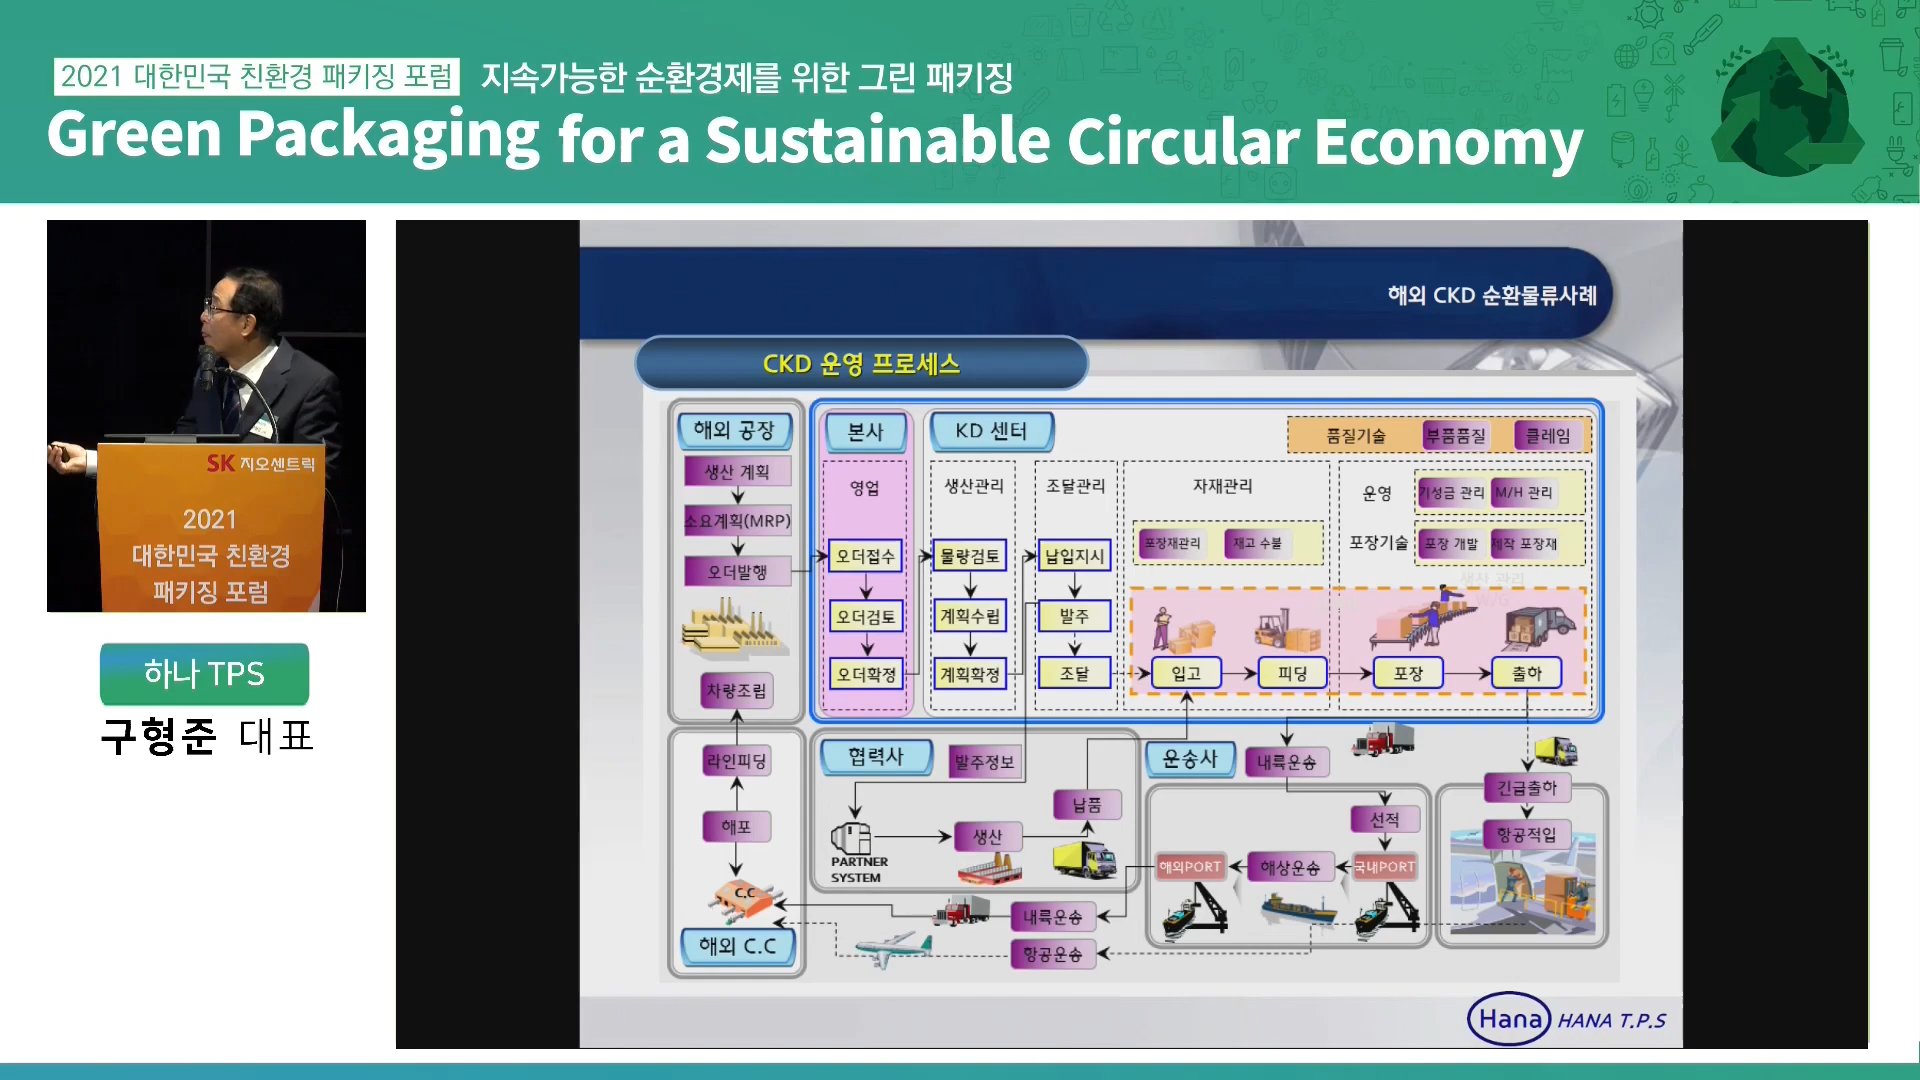 2021 대한민국 친환경 패키징 포럼 지속가능한 순환경제를 위한 그린 패키징
Green Packaging for a Sustainable Circular Economy
SK 지오센트릭
2021
대한민국 친환경
패키징 포럼
하나 TPS
구형준 대표
해외 CKD 순환물류사례
CKD 운영 프로세스
해외 공장
생산 계획
소요계획(MRP)
오더발행
차량조립
라인피딩
해포
C.C
해외 C.C
본사
영업
오더접수
오더검토
오더확정
KD 센터
생산관리
물량검토
계획수립
계획확정
조달관리
납입지시
발주
조달
자재관리
포장재관리
재고 수불
품질기술
부품품질
클레임
운영
기성금 관리
M/H 관리
포장기술
포장 개발
제작 포장재
생산 관리
입고
피딩
포장
출하
협력사
발주정보
PARTNER
SYSTEM
생산
납품
운송사
내륙운송
선적
해외PORT
해상운송
국내PORT
긴급출하
항공적입
내륙운송
항공운송
Hana HANA T.P.S